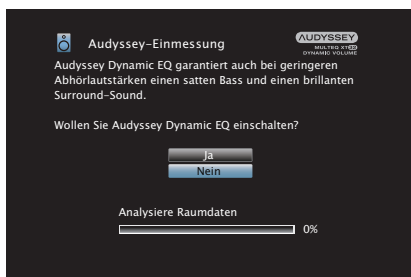 Audyssey-Einmessung
AUDYSSEY
MULTEQ XT32
DYNAMIC VOLUME
Audyssey Dynamic EQ garantiert auch bei geringeren
Abhörlautstärken einen satten Bass und einen brillanten
Surround-Sound.
Wollen Sie Audyssey Dynamic EQ einschalten?
Ja
Nein
Analysiere Raumdaten
0%